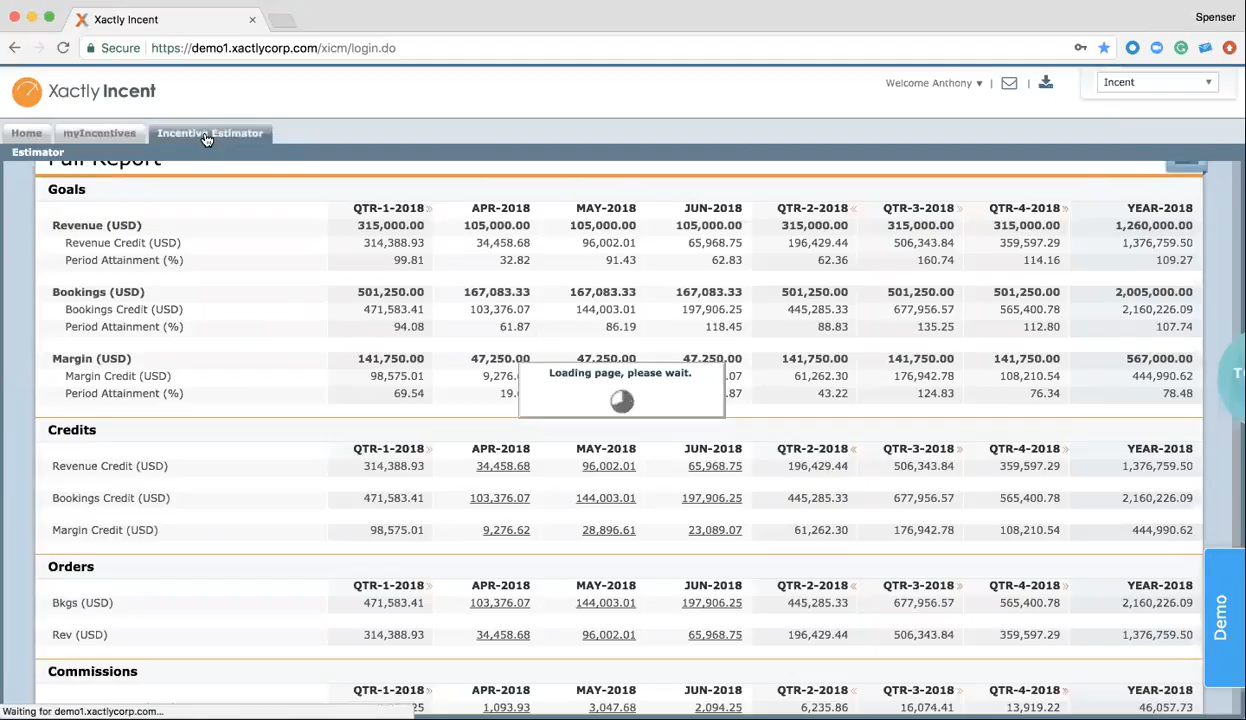 Xactly Incent
Spenser
Secure https://demo1.xactlycorp.com/xicm/login.do
XactlyIncent
Welcome Anthony
Incent
Home myIncentives Incentive Estimator
Estimator
Full Report
Goals
QTR-1-2018 APR-2018 MAY-2018 JUN-2018 QTR-2-2018 QTR-3-2018 QTR-4-2018 YEAR-2018
Revenue (USD) 315,000.00 105,000.00 105,000.00 105,000.00 315,000.00 315,000.00 315,000.00 1,260,000.00
Revenue Credit (USD) 314,388.93 34,458.68 96,002.01 65,968.75 196,429.44 506,343.84 359,597.29 1,376,759.50
Period Attainment (%) 99.81 32.82 91.43 62.83 62.36 160.74 114.16 109.27
Bookings (USD) 501,250.00 167,083.33 167,083.33 167,083.33 501,250.00 501,250.00 501,250.00 2,005,000.00
Bookings Credit (USD) 471,583.41 103,376.07 144,003.01 197,906.25 445,285.33 677,956.57 565,400.78 2,160,226.09
Period Attainment (%) 94.08 61.87 86.19 118.45 88.83 135.25 112.80 107.74
Margin (USD) 141,750.00 47,250.00 47,250.00 47,250.00 141,750.00 141,750.00 141,750.00 567,000.00
Margin Credit (USD) 98,575.01 9,276. .07 61,262.30 176,942.78 108,210.54 444,990.62
Period Attainment (%) 69.54 19. .87 43.22 124.83 76.34 78.48
Loading page, please wait.
Credits
QTR-1-2018 APR-2018 MAY-2018 JUN-2018 QTR-2-2018 QTR-3-2018 QTR-4-2018 YEAR-2018
Revenue Credit (USD) 314,388.93 34,458.68 96,002.01 65,968.75 196,429.44 506,343.84 359,597.29 1,376,759.50
Bookings Credit (USD) 471,583.41 103,376.07 144,003.01 197,906.25 445,285.33 677,956.57 565,400.78 2,160,226.09
Margin Credit (USD) 98,575.01 9,276.62 28,896.61 23,089.07 61,262.30 176,942.78 108,210.54 444,990.62
Orders
QTR-1-2018 APR-2018 MAY-2018 JUN-2018 QTR-2-2018 QTR-3-2018 QTR-4-2018 YEAR-2018
Bkgs (USD) 471,583.41 103,376.07 144,003.01 197,906.25 445,285.33 677,956.57 565,400.78 2,160,226.09
Rev (USD) 314,388.93 34,458.68 96,002.01 65,968.75 196,429.44 506,343.84 359,597.29 1,376,759.50
Commissions
QTR-1-2018 APR-2018 MAY-2018 JUN-2018 QTR-2-2018 QTR-3-2018 QTR-4-2018 YEAR-2018
1,093.93 3,047.68 2,094.25 6,235.86 16,074.41 13,919.22 46,057.73
Demo
Waiting for demo1.xactlycorp.com...